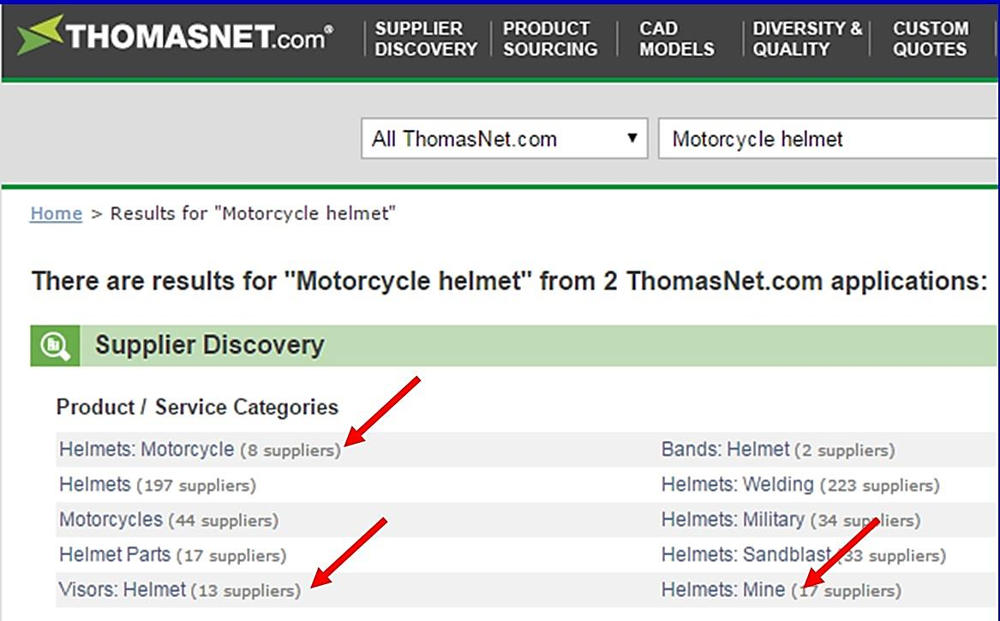 THOMASNET.com®
SUPPLIER DISCOVERY
PRODUCT SOURCING
CAD MODELS
DIVERSITY & QUALITY
CUSTOM QUOTES
All ThomasNet.com
Motorcycle helmet
Home > Results for "Motorcycle helmet"
There are results for "Motorcycle helmet" from 2 ThomasNet.com applications:
Supplier Discovery
Product / Service Categories
Helmets: Motorcycle (8 suppliers)
Helmets (197 suppliers)
Motorcycles (44 suppliers)
Helmet Parts (17 suppliers)
Visors: Helmet (13 suppliers)
Bands: Helmet (2 suppliers)
Helmets: Welding (223 suppliers)
Helmets: Military (34 suppliers)
Helmets: Sandblast (33 suppliers)
Helmets: Mine (17 suppliers)